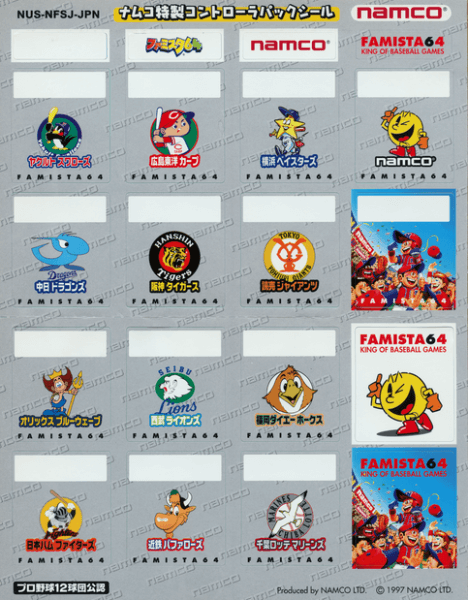 NUS-NFSJ-JPN
ナムコ特製コントローラパックシール
namco
ファミスタ64
namco
FAMISTA64
KING OF BASEBALL GAMES
ヤクルト スワローズ
FAMISTA64
広島東洋 カープ
FAMISTA64
横浜 ベイスターズ
FAMISTA64
namco
FAMISTA64
Dragons
中日 ドラゴンズ
FAMISTA64
HANSHIN
Tigers
阪神 タイガース
FAMISTA64
TOKYO
YOMIURI GIANTS
読売 ジャイアンツ
FAMISTA64
FAMISTA64
オリックス ブルーウェーブ
FAMISTA64
SEIBU
Lions
西武 ライオンズ
FAMISTA64
福岡ダイエー ホークス
FAMISTA64
FAMISTA64
KING OF BASEBALL GAMES
日本ハム ファイターズ
FAMISTA64
近鉄 バファローズ
FAMISTA64
MARINES
千葉ロッテ マリーンズ
FAMISTA64
FAMISTA64
KING OF BASEBALL GAMES
プロ野球12球団公認
Produced by NAMCO LTD. © 1997 NAMCO LTD.